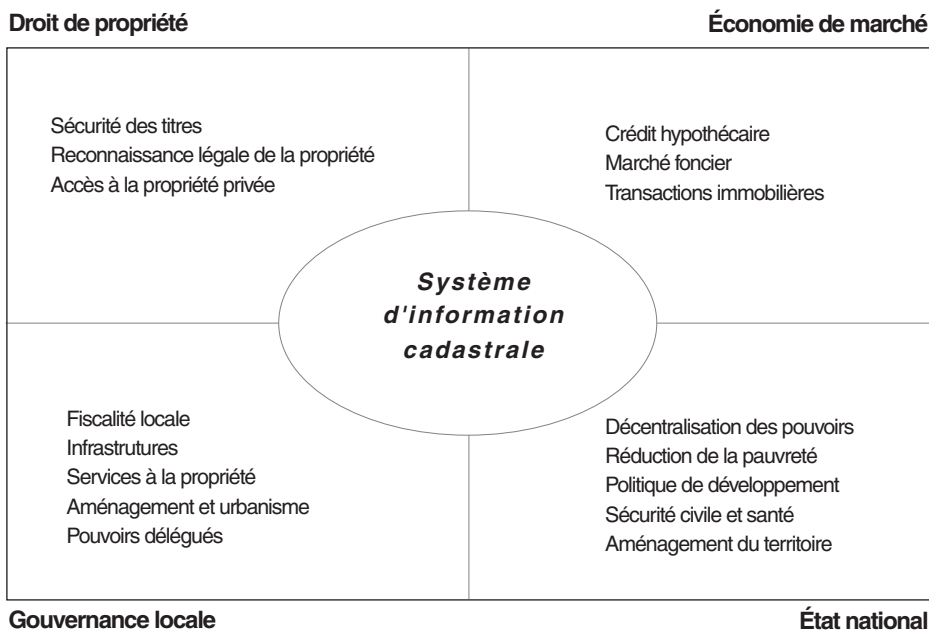 Droit de propriété
Économie de marché
Sécurité des titres
Reconnaissance légale de la propriété
Accès à la propriété privée
Crédit hypothécaire
Marché foncier
Transactions immobilières
Système
d'information
cadastrale
Fiscalité locale
Infrastrutures
Services à la propriété
Aménagement et urbanisme
Pouvoirs délégués
Décentralisation des pouvoirs
Réduction de la pauvreté
Politique de développement
Sécurité civile et santé
Aménagement du territoire
Gouvernance locale
État national